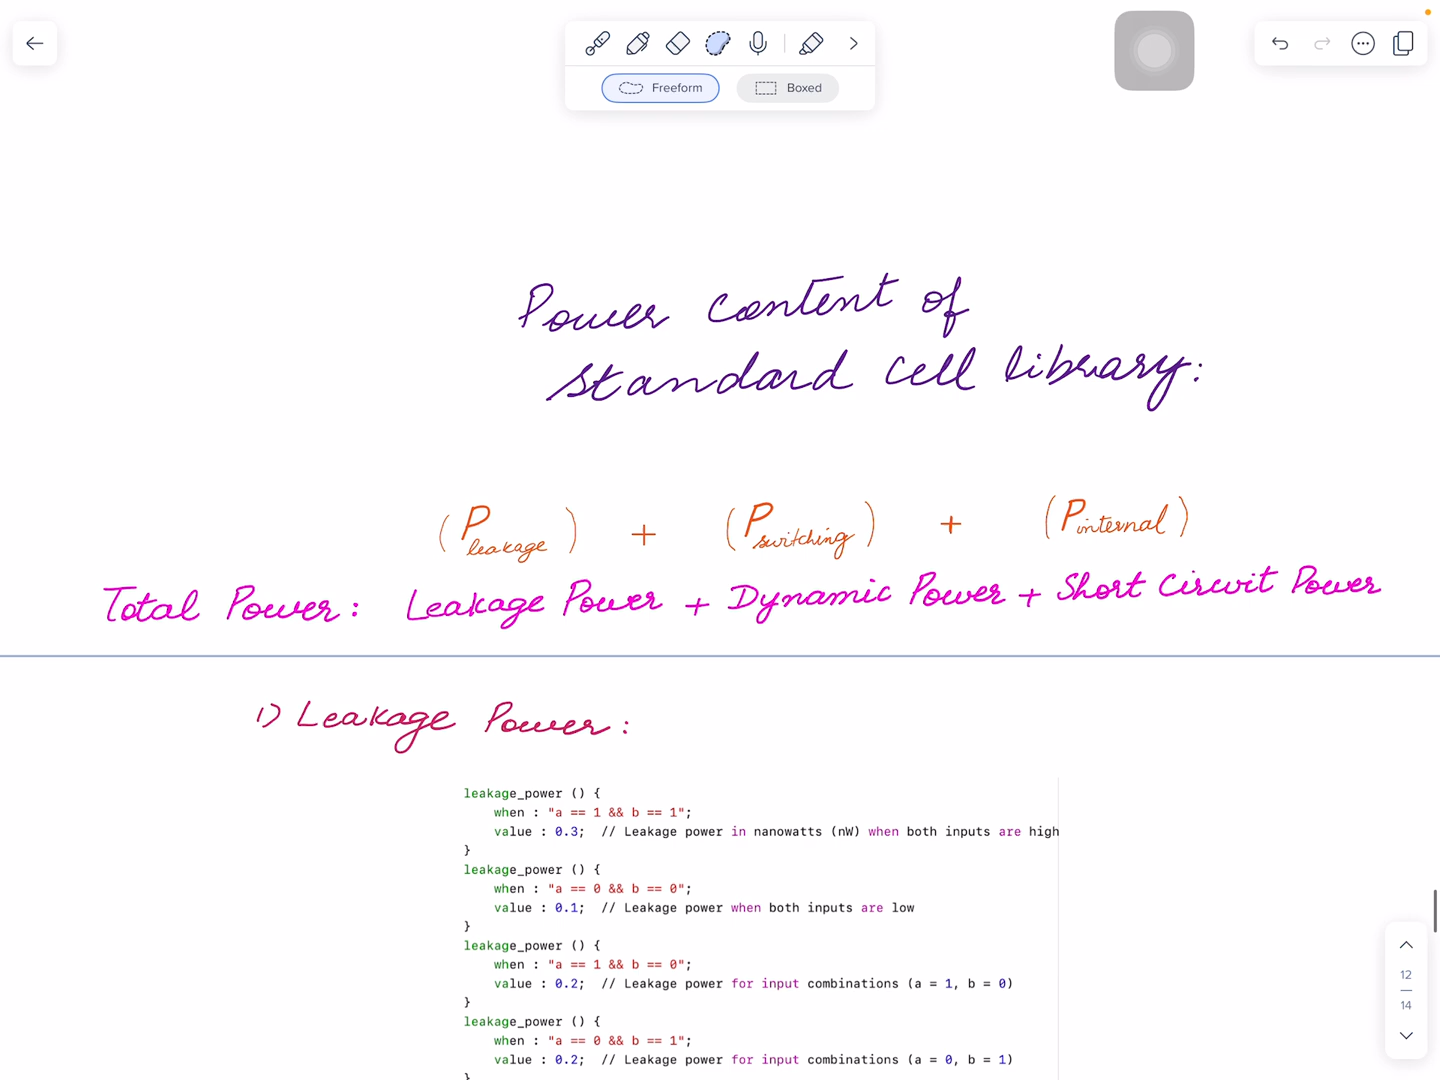 Freeform Boxed
Power content of
standard cell library:
(P leakage) + (P switching) + (P internal)
Total Power: Leakage Power + Dynamic Power + Short Circuit Power
1) Leakage Power:
leakage_power () {
when : "a == 1 && b == 1";
value : 0.3; // Leakage power in nanowatts (nW) when both inputs are high
}
leakage_power () {
when : "a == 0 && b == 0";
value : 0.1; // Leakage power when both inputs are low
}
leakage_power () {
when : "a == 1 && b == 0";
value : 0.2; // Leakage power for input combinations (a = 1, b = 0)
}
leakage_power () {
when : "a == 0 && b == 1";
value : 0.2; // Leakage power for input combinations (a = 0, b = 1)
}
12
14